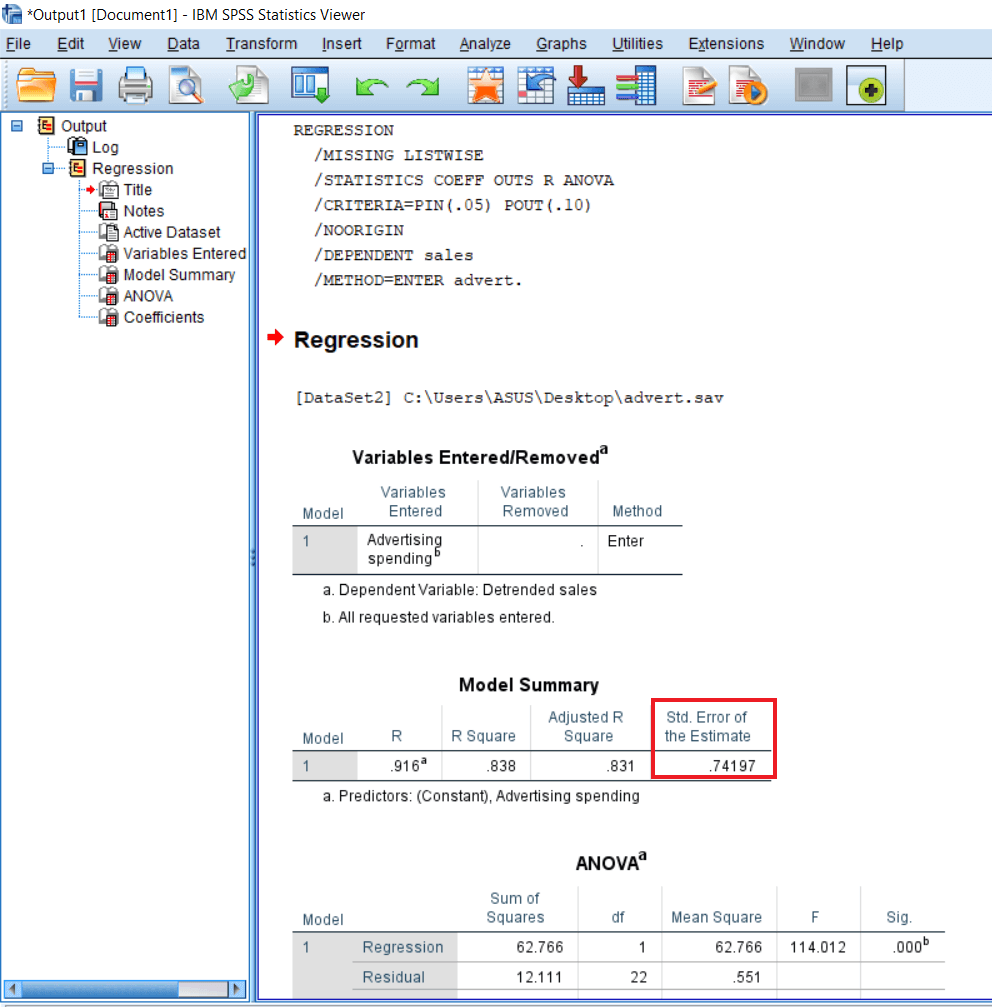 *Output1 [Document1] - IBM SPSS Statistics Viewer
File Edit View Data Transform Insert Format Analyze Graphs Utilities Extensions Window Help
Output
Log
Regression
Title
Notes
Active Dataset
Variables Entered
Model Summary
ANOVA
Coefficients
REGRESSION
/MISSING LISTWISE
/STATISTICS COEFF OUTS R ANOVA
/CRITERIA=PIN(.05) POUT(.10)
/NOORIGIN
/DEPENDENT sales
/METHOD=ENTER advert.
Regression
[DataSet2] C:\Users\ASUS\Desktop\advert.sav
Variables Entered/Removedᵃ
Variables Variables
Model Entered Removed Method
1 Advertising . Enter
spendingᵇ
a. Dependent Variable: Detrended sales
b. All requested variables entered.
Model Summary
Adjusted R Std. Error of
Model R R Square Square the Estimate
1 .916ᵃ .838 .831 .74197
a. Predictors: (Constant), Advertising spending
ANOVAᵃ
Sum of
Model Squares df Mean Square F Sig.
1 Regression 62.766 1 62.766 114.012 .000ᵇ
Residual 12.111 22 .551